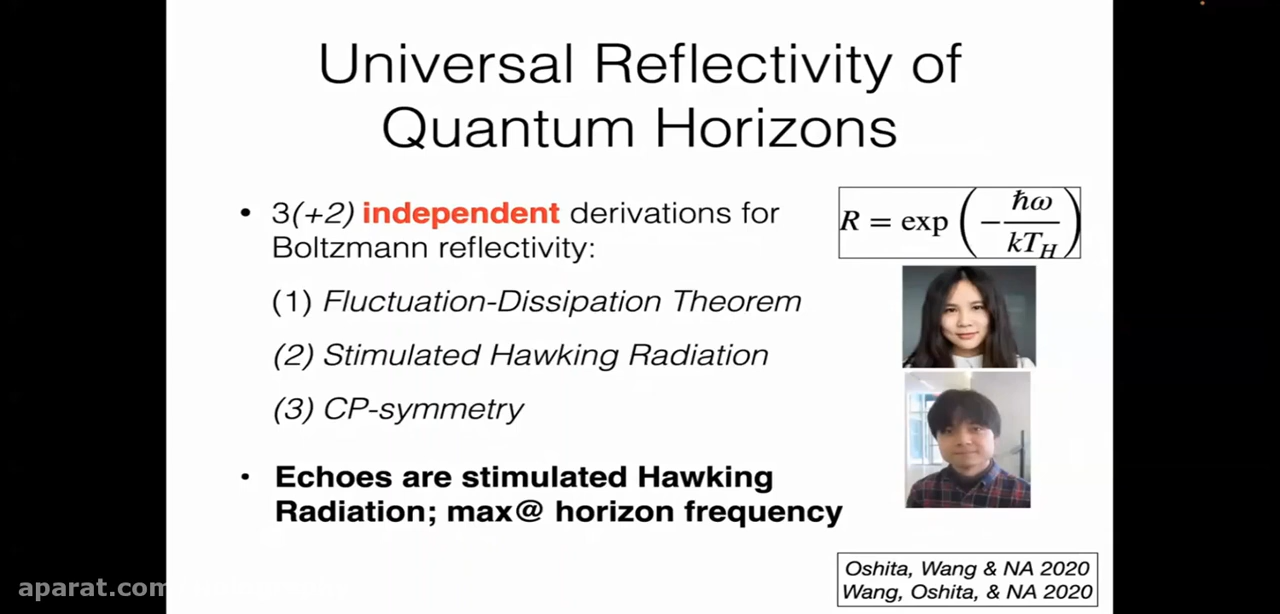 Universal Reflectivity of
Quantum Horizons
• 3(+2) independent derivations for
Boltzmann reflectivity:
R = exp(−ħω/kT_H)
(1) Fluctuation-Dissipation Theorem
(2) Stimulated Hawking Radiation
(3) CP-symmetry
• Echoes are stimulated Hawking
Radiation; max@ horizon frequency
Oshita, Wang & NA 2020
Wang, Oshita, & NA 2020
aparat.com